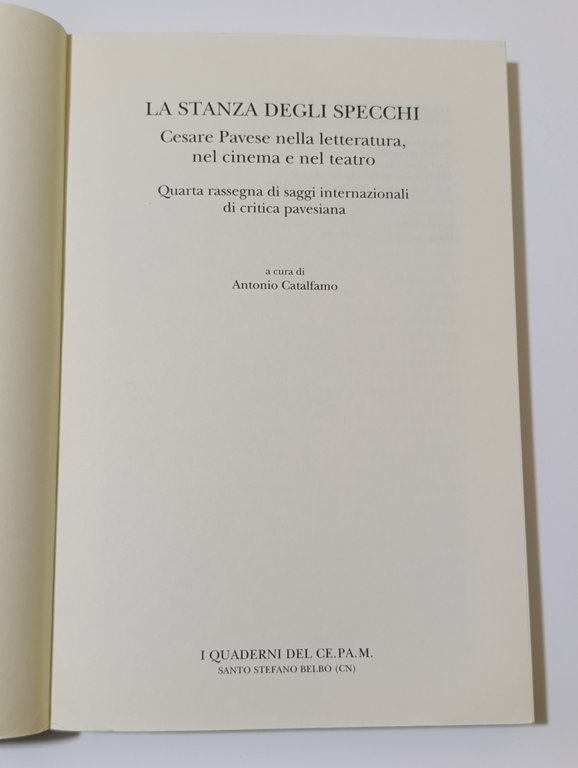 LA STANZA DEGLI SPECCHI
Cesare Pavese nella letteratura,
nel cinema e nel teatro
Quarta rassegna di saggi internazionali
di critica pavesiana
a cura di
Antonio Catalfamo
I QUADERNI DEL CE.PA.M.
SANTO STEFANO BELBO (CN)